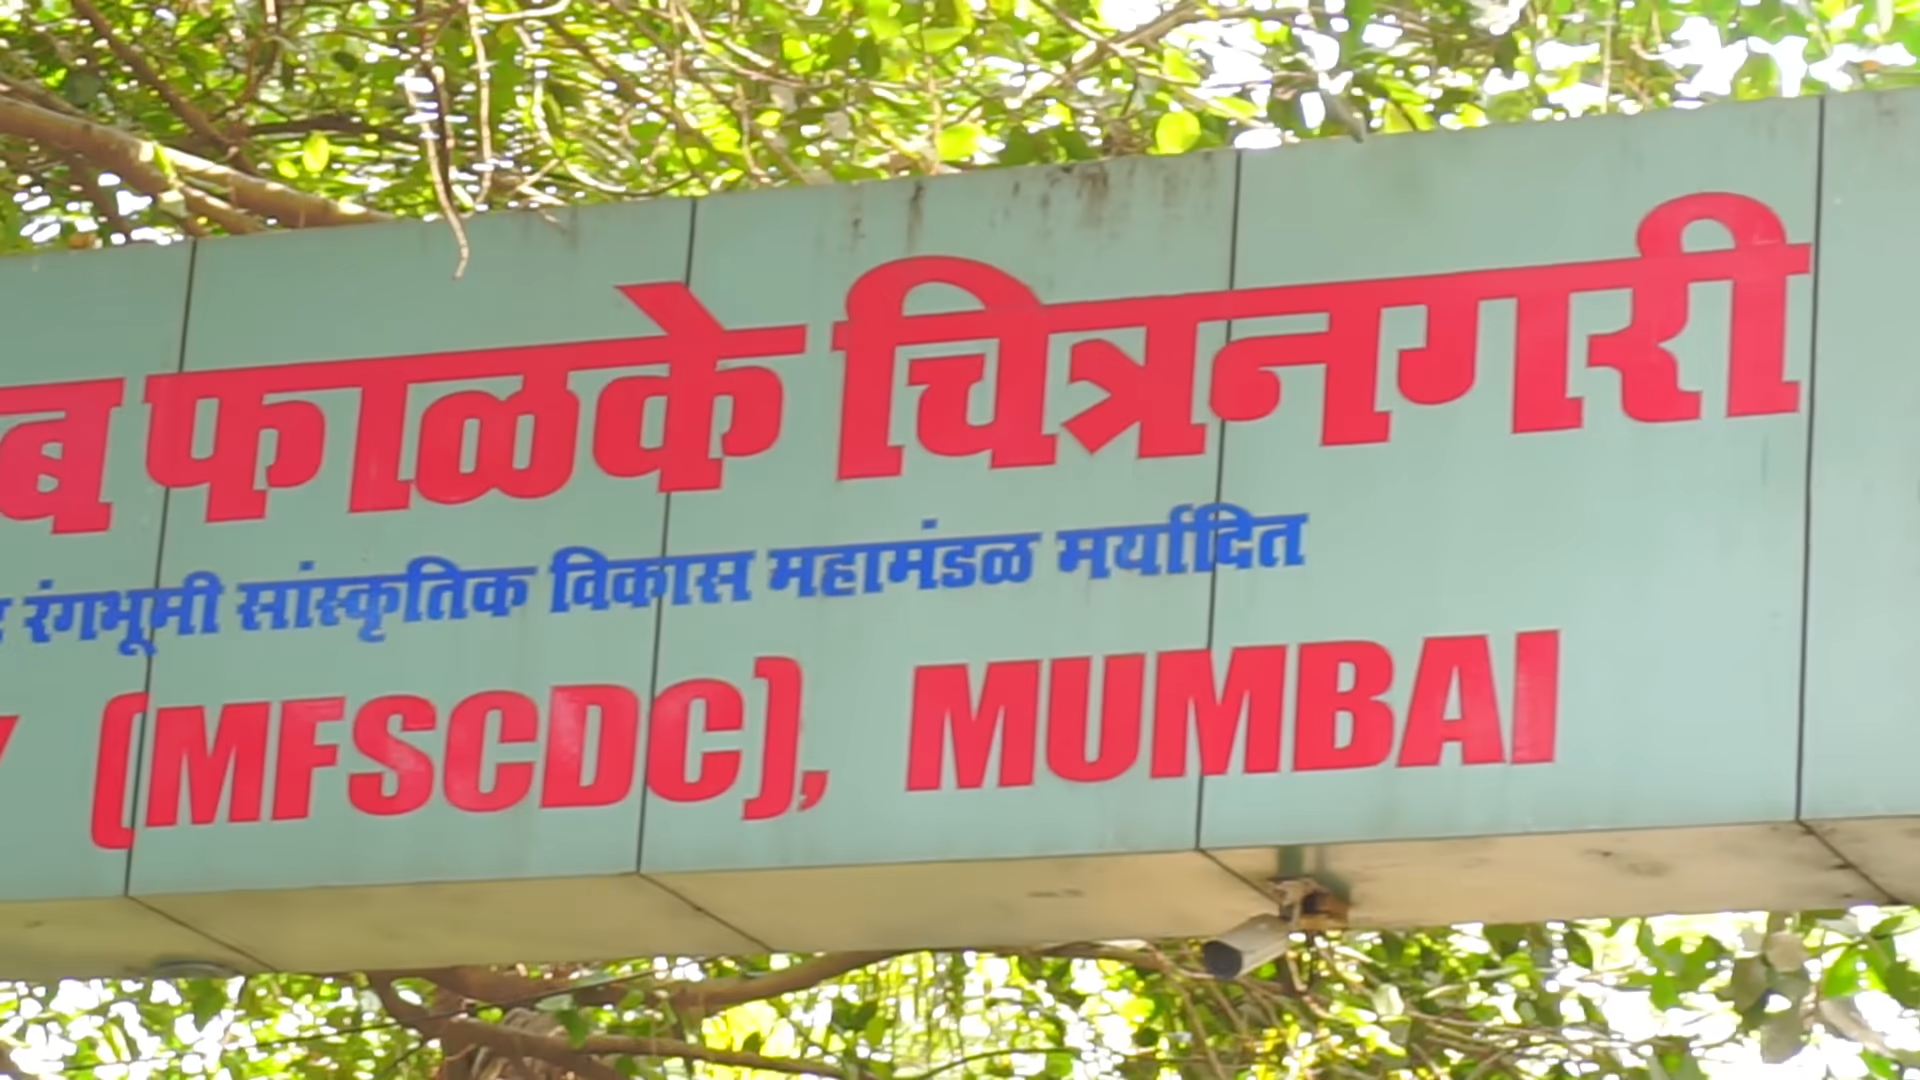 फाळके चित्रनगरी
रंगभूमी सांस्कृतिक विकास महामंडळ मर्यादित
(MFSCDC), MUMBAI